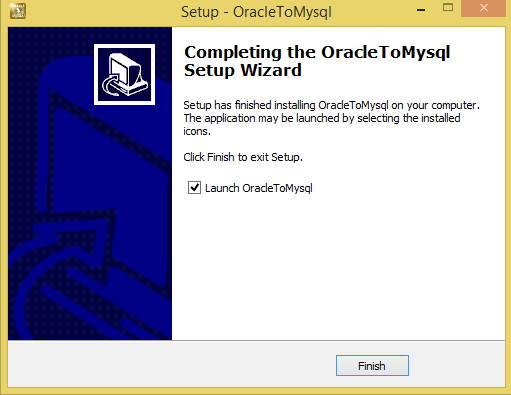 Setup - OracleToMysql
Completing the OracleToMysql
Setup Wizard
Setup has finished installing OracleToMysql on your computer.
The application may be launched by selecting the installed
icons.
Click Finish to exit Setup.
Launch OracleToMysql
Finish